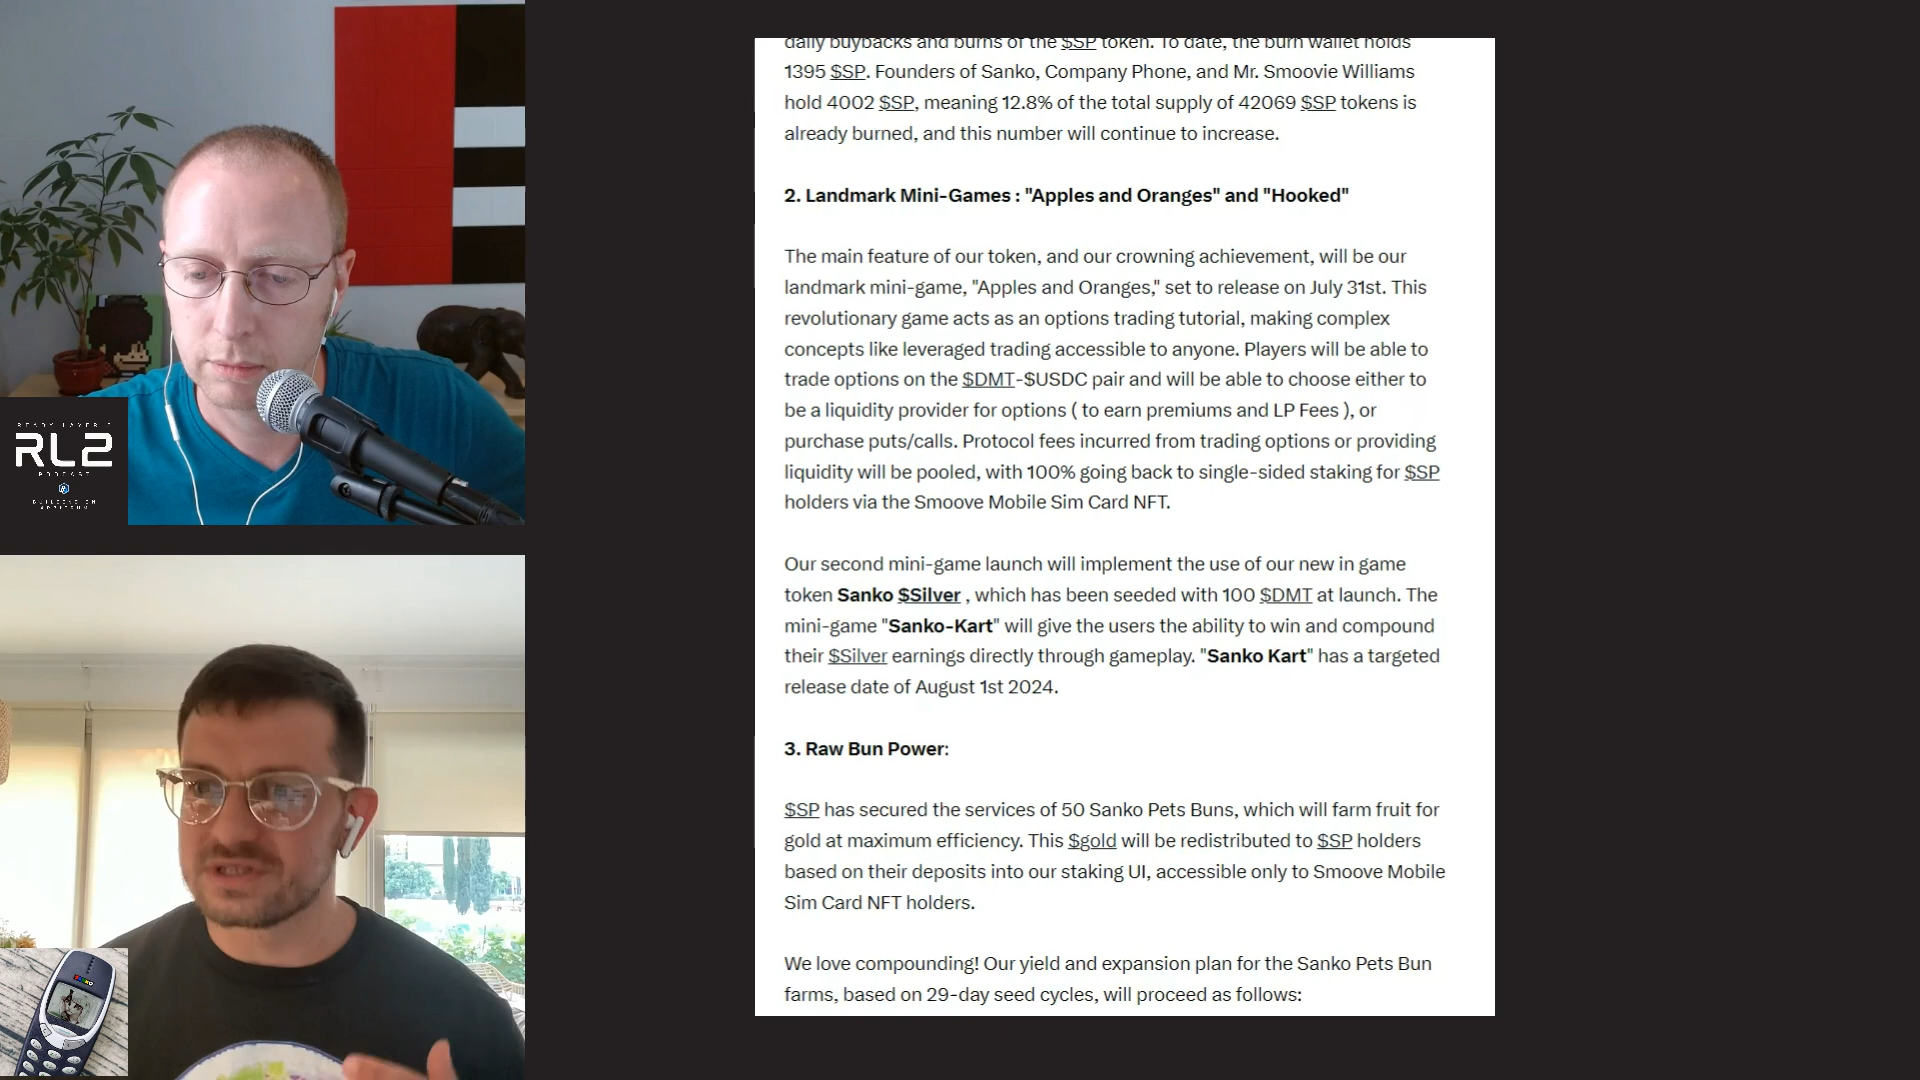 daily buybacks and burns of the $SP token. To date, the burn wallet holds
1395 $SP. Founders of Sanko, Company Phone, and Mr. Smoovie Williams
hold 4002 $SP, meaning 12.8% of the total supply of 42069 $SP tokens is
already burned, and this number will continue to increase.
2. Landmark Mini-Games : "Apples and Oranges" and "Hooked"
The main feature of our token, and our crowning achievement, will be our
landmark mini-game, "Apples and Oranges," set to release on July 31st. This
revolutionary game acts as an options trading tutorial, making complex
concepts like leveraged trading accessible to anyone. Players will be able to
trade options on the $DMT-$USDC pair and will be able to choose either to
be a liquidity provider for options ( to earn premiums and LP Fees ), or
purchase puts/calls. Protocol fees incurred from trading options or providing
liquidity will be pooled, with 100% going back to single-sided staking for $SP
holders via the Smoove Mobile Sim Card NFT.
Our second mini-game launch will implement the use of our new in game
token Sanko $Silver , which has been seeded with 100 $DMT at launch. The
mini-game "Sanko-Kart" will give the users the ability to win and compound
their $Silver earnings directly through gameplay. "Sanko Kart" has a targeted
release date of August 1st 2024.
3. Raw Bun Power:
$SP has secured the services of 50 Sanko Pets Buns, which will farm fruit for
gold at maximum efficiency. This $gold will be redistributed to $SP holders
based on their deposits into our staking UI, accessible only to Smoove Mobile
Sim Card NFT holders.
We love compounding! Our yield and expansion plan for the Sanko Pets Bun
farms, based on 29-day seed cycles, will proceed as follows:
READY LAYER 2
RL2
PODCAST
BUILDING ON
ARBITRUM